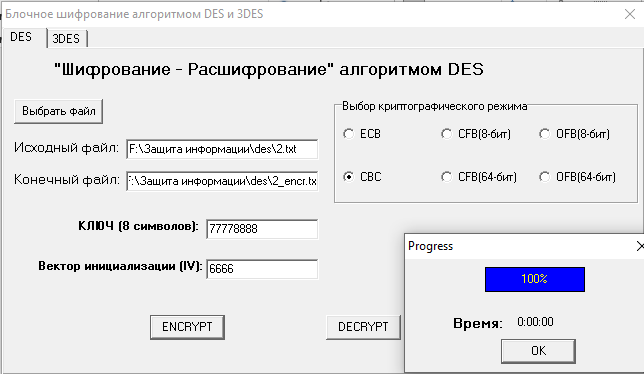 Блочное шифрование алгоритмом DES и 3DES
DES 3DES
"Шифрование - Расшифрование" алгоритмом DES
Выбрать файл
Выбор криптографического режима
ECB CFB(8-бит) OFB(8-бит)
Исходный файл: F:\Защита информации\des\2.txt
CBC CFB(64-бит) OFB(64-бит)
Конечный файл: F:\Защита информации\des\2_encr.tx
КЛЮЧ (8 символов): 77778888
Вектор инициализации (IV): 6666
ENCRYPT DECRYPT
Progress
100%
Время: 0:00:00
OK